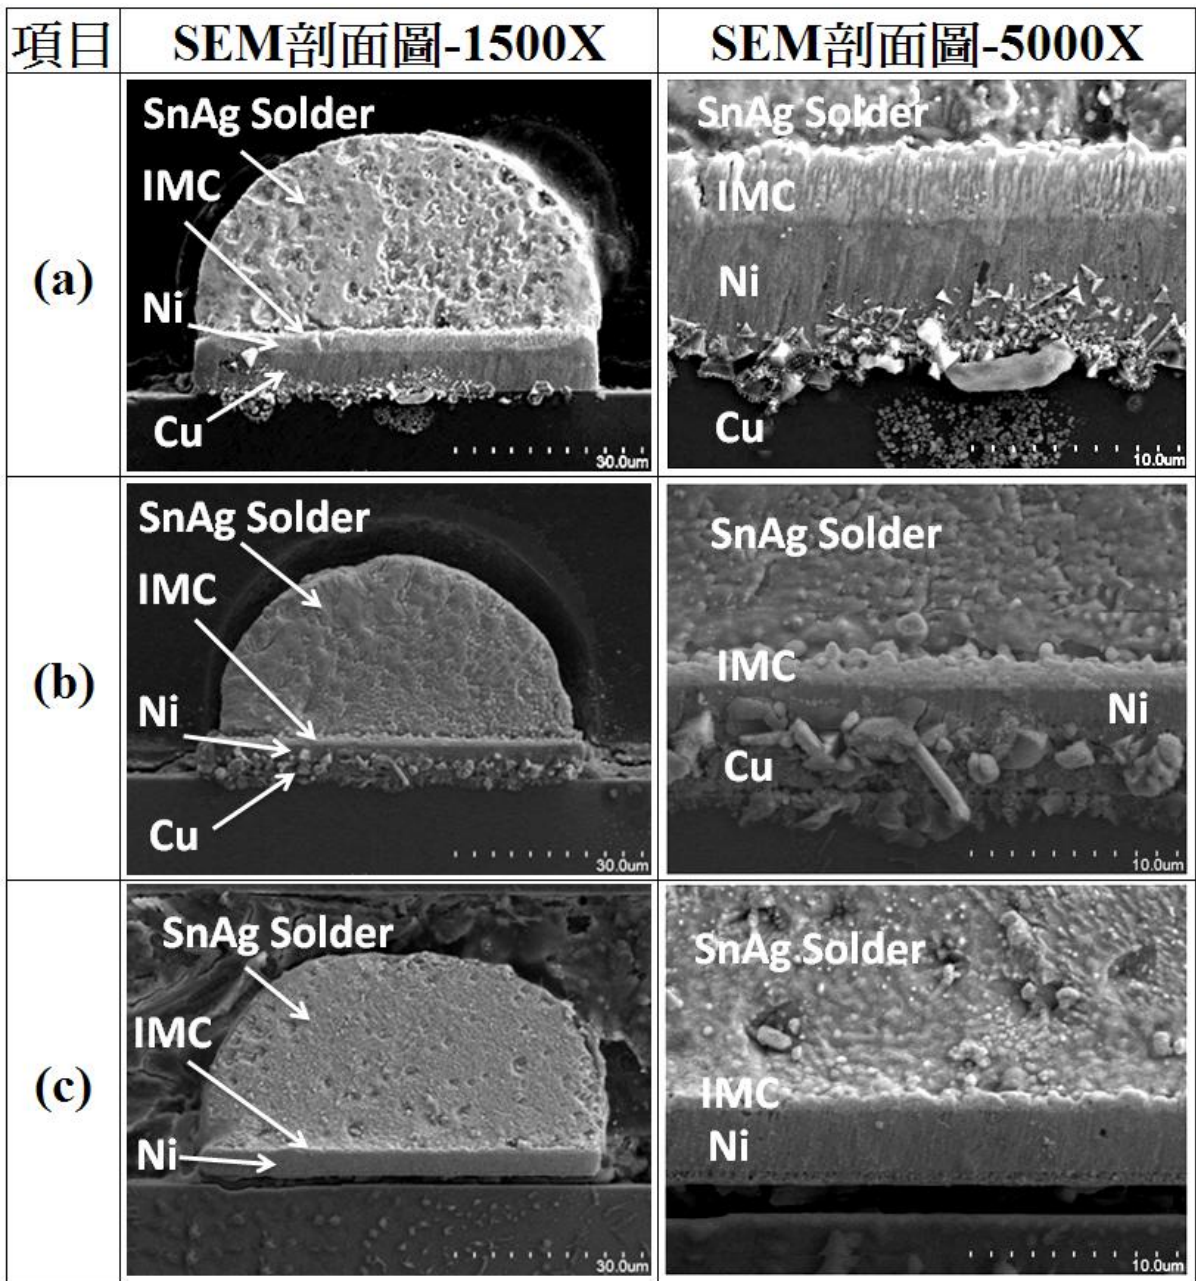 項目
SEM剖面圖-1500X
SEM剖面圖-5000X
(a)
SnAg Solder
IMC
Ni
Cu
30.0um
SnAg Solder
IMC
Ni
Cu
10.0um
(b)
SnAg Solder
IMC
Ni
Cu
30.0um
SnAg Solder
IMC
Ni
Cu
10.0um
(c)
SnAg Solder
IMC
Ni
30.0um
SnAg Solder
IMC
Ni
10.0um